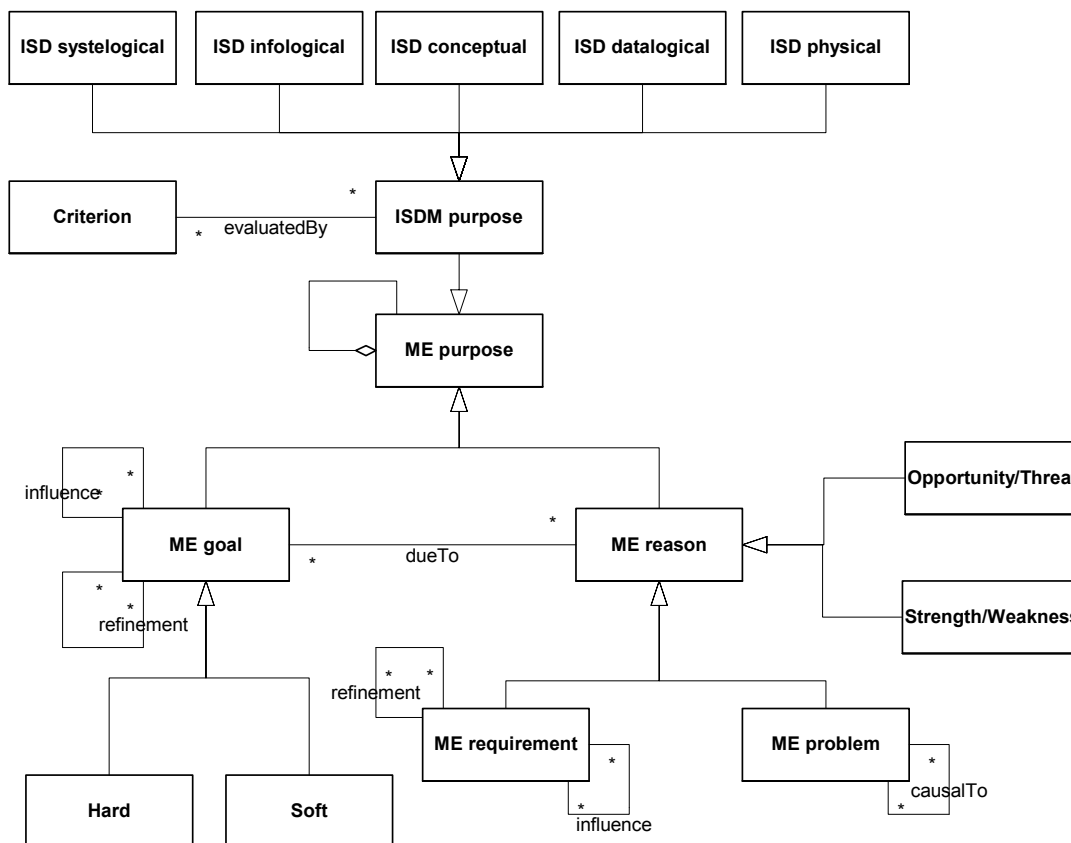 ISD systelogical
ISD infological
ISD conceptual
ISD datalogical
ISD physical
Criterion
*
*
evaluatedBy
ISDM purpose
ME purpose
*
*
influence
ME goal
*
*
refinement
*
*
dueTo
ME reason
Opportunity/Threa
Strength/Weakness
*
*
refinement
ME requirement
*
*
influence
ME problem
*
*
causalTo
Hard
Soft